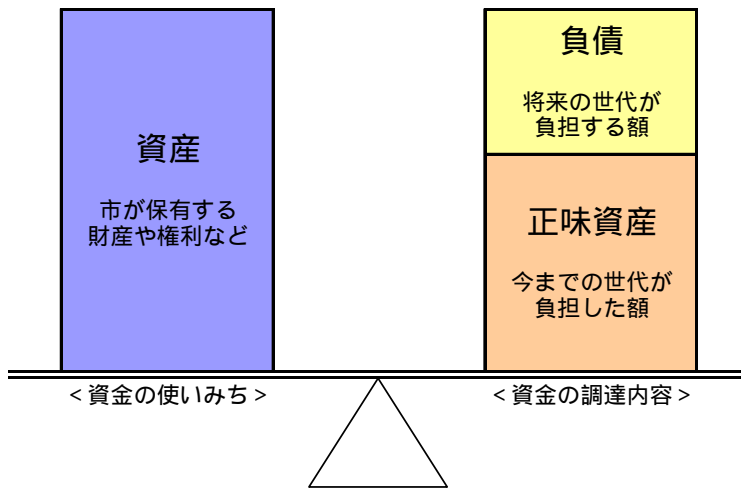 資産
市が保有する
財産や権利など
負債
将来の世代が
負担する額
正味資産
今までの世代が
負担した額
<資金の使いみち>
<資金の調達内容>